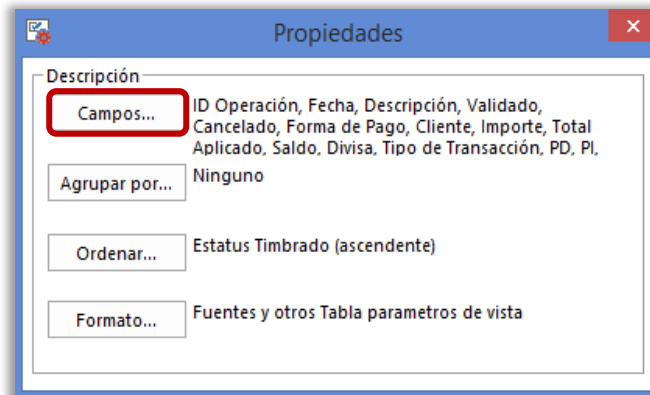 Propiedades
Descripción
Campos...
ID Operación, Fecha, Descripción, Validado,
Cancelado, Forma de Pago, Cliente, Importe, Total
Aplicado, Saldo, Divisa, Tipo de Transacción, PD, PI,
Agrupar por...
Ninguno
Ordenar...
Estatus Timbrado (ascendente)
Formato...
Fuentes y otros Tabla parametros de vista